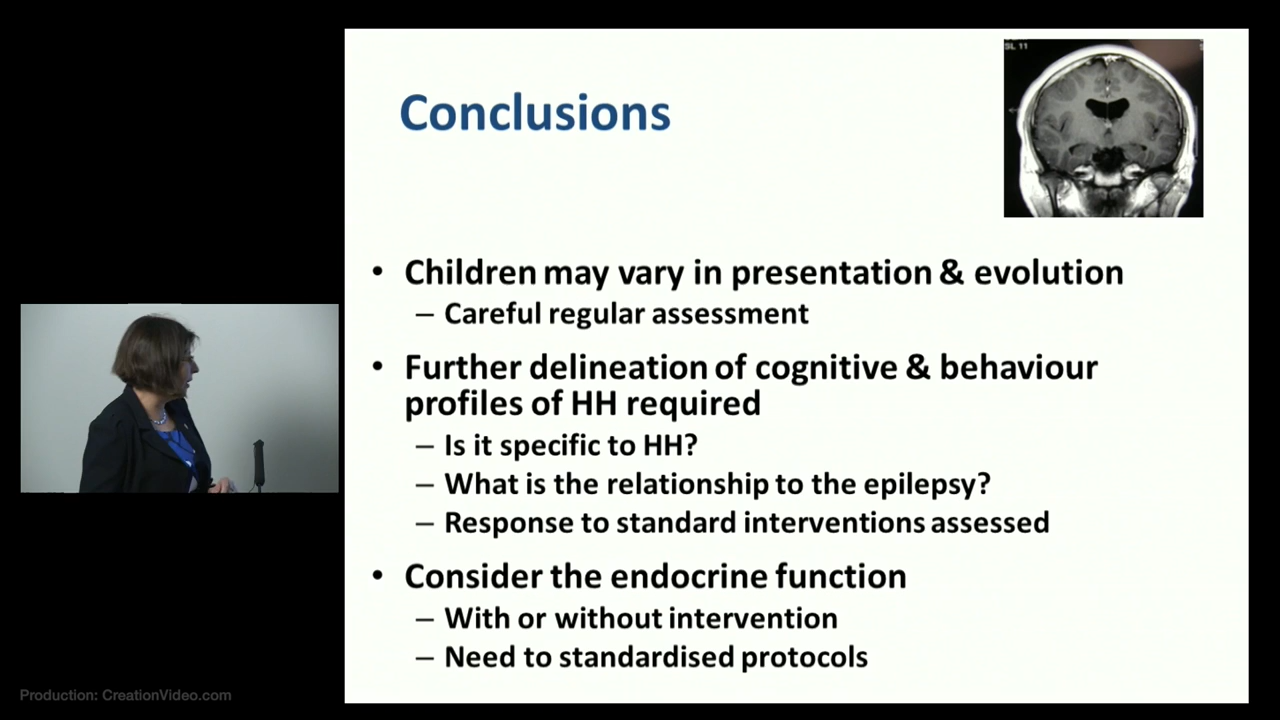 SL 11
Conclusions
• Children may vary in presentation & evolution
– Careful regular assessment
• Further delineation of cognitive & behaviour
profiles of HH required
– Is it specific to HH?
– What is the relationship to the epilepsy?
– Response to standard interventions assessed
• Consider the endocrine function
– With or without intervention
– Need to standardised protocols
Production: CreationVideo.com